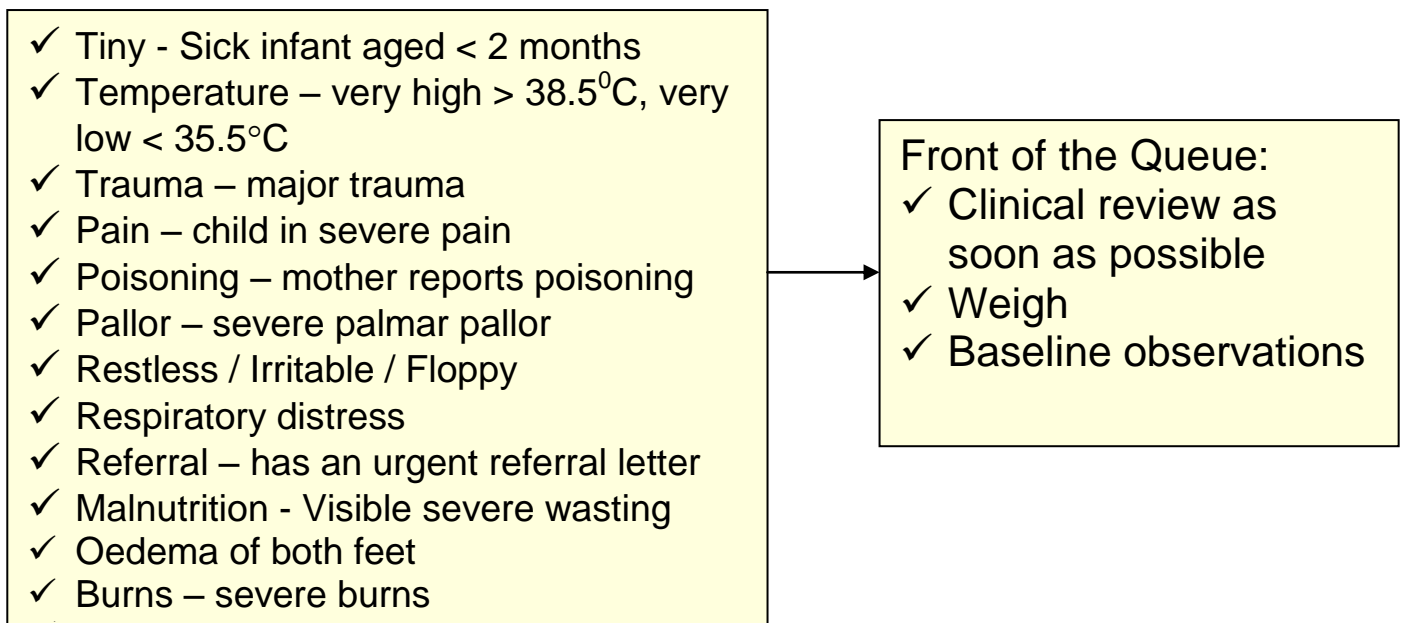 ✓ Tiny - Sick infant aged < 2 months
✓ Temperature – very high > 38.5⁰C, very
low < 35.5°C
✓ Trauma – major trauma
✓ Pain – child in severe pain
✓ Poisoning – mother reports poisoning
✓ Pallor – severe palmar pallor
✓ Restless / Irritable / Floppy
✓ Respiratory distress
✓ Referral – has an urgent referral letter
✓ Malnutrition - Visible severe wasting
✓ Oedema of both feet
✓ Burns – severe burns
Front of the Queue:
✓ Clinical review as
soon as possible
✓ Weigh
✓ Baseline observations